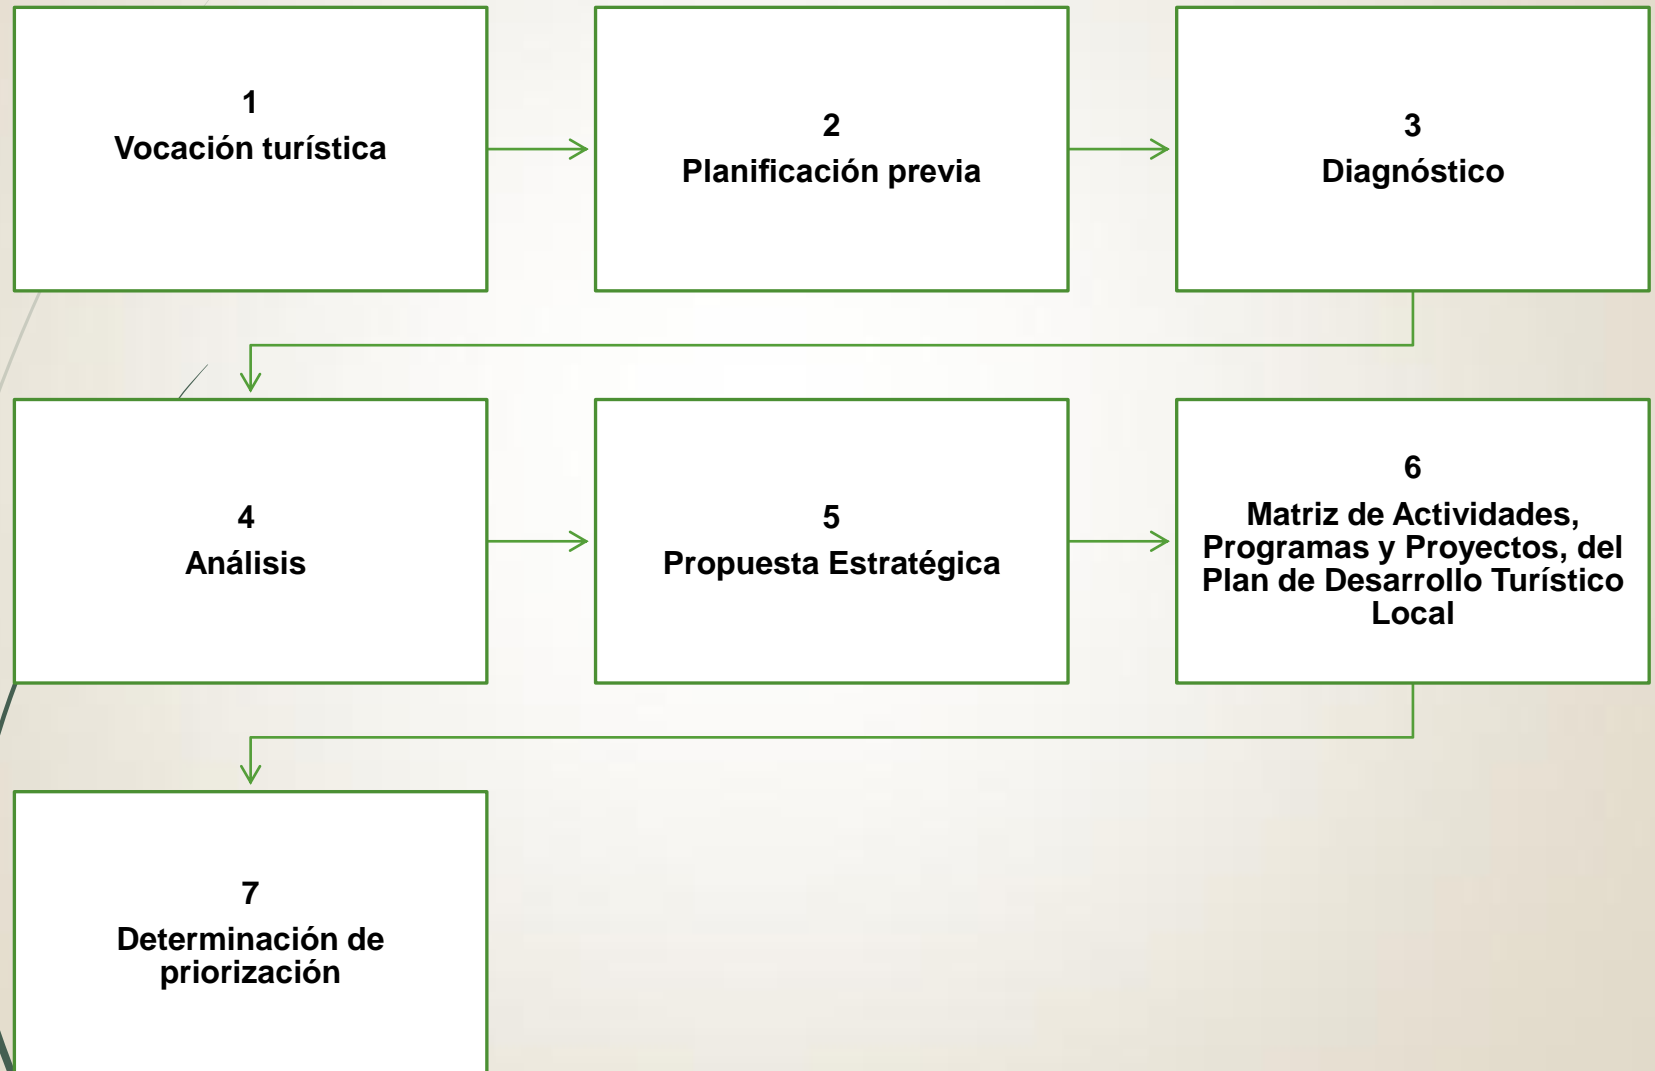 1
Vocación turística
2
Planificación previa
3
Diagnóstico
4
Análisis
5
Propuesta Estratégica
6
Matriz de Actividades,
Programas y Proyectos, del
Plan de Desarrollo Turístico
Local
7
Determinación de
priorización